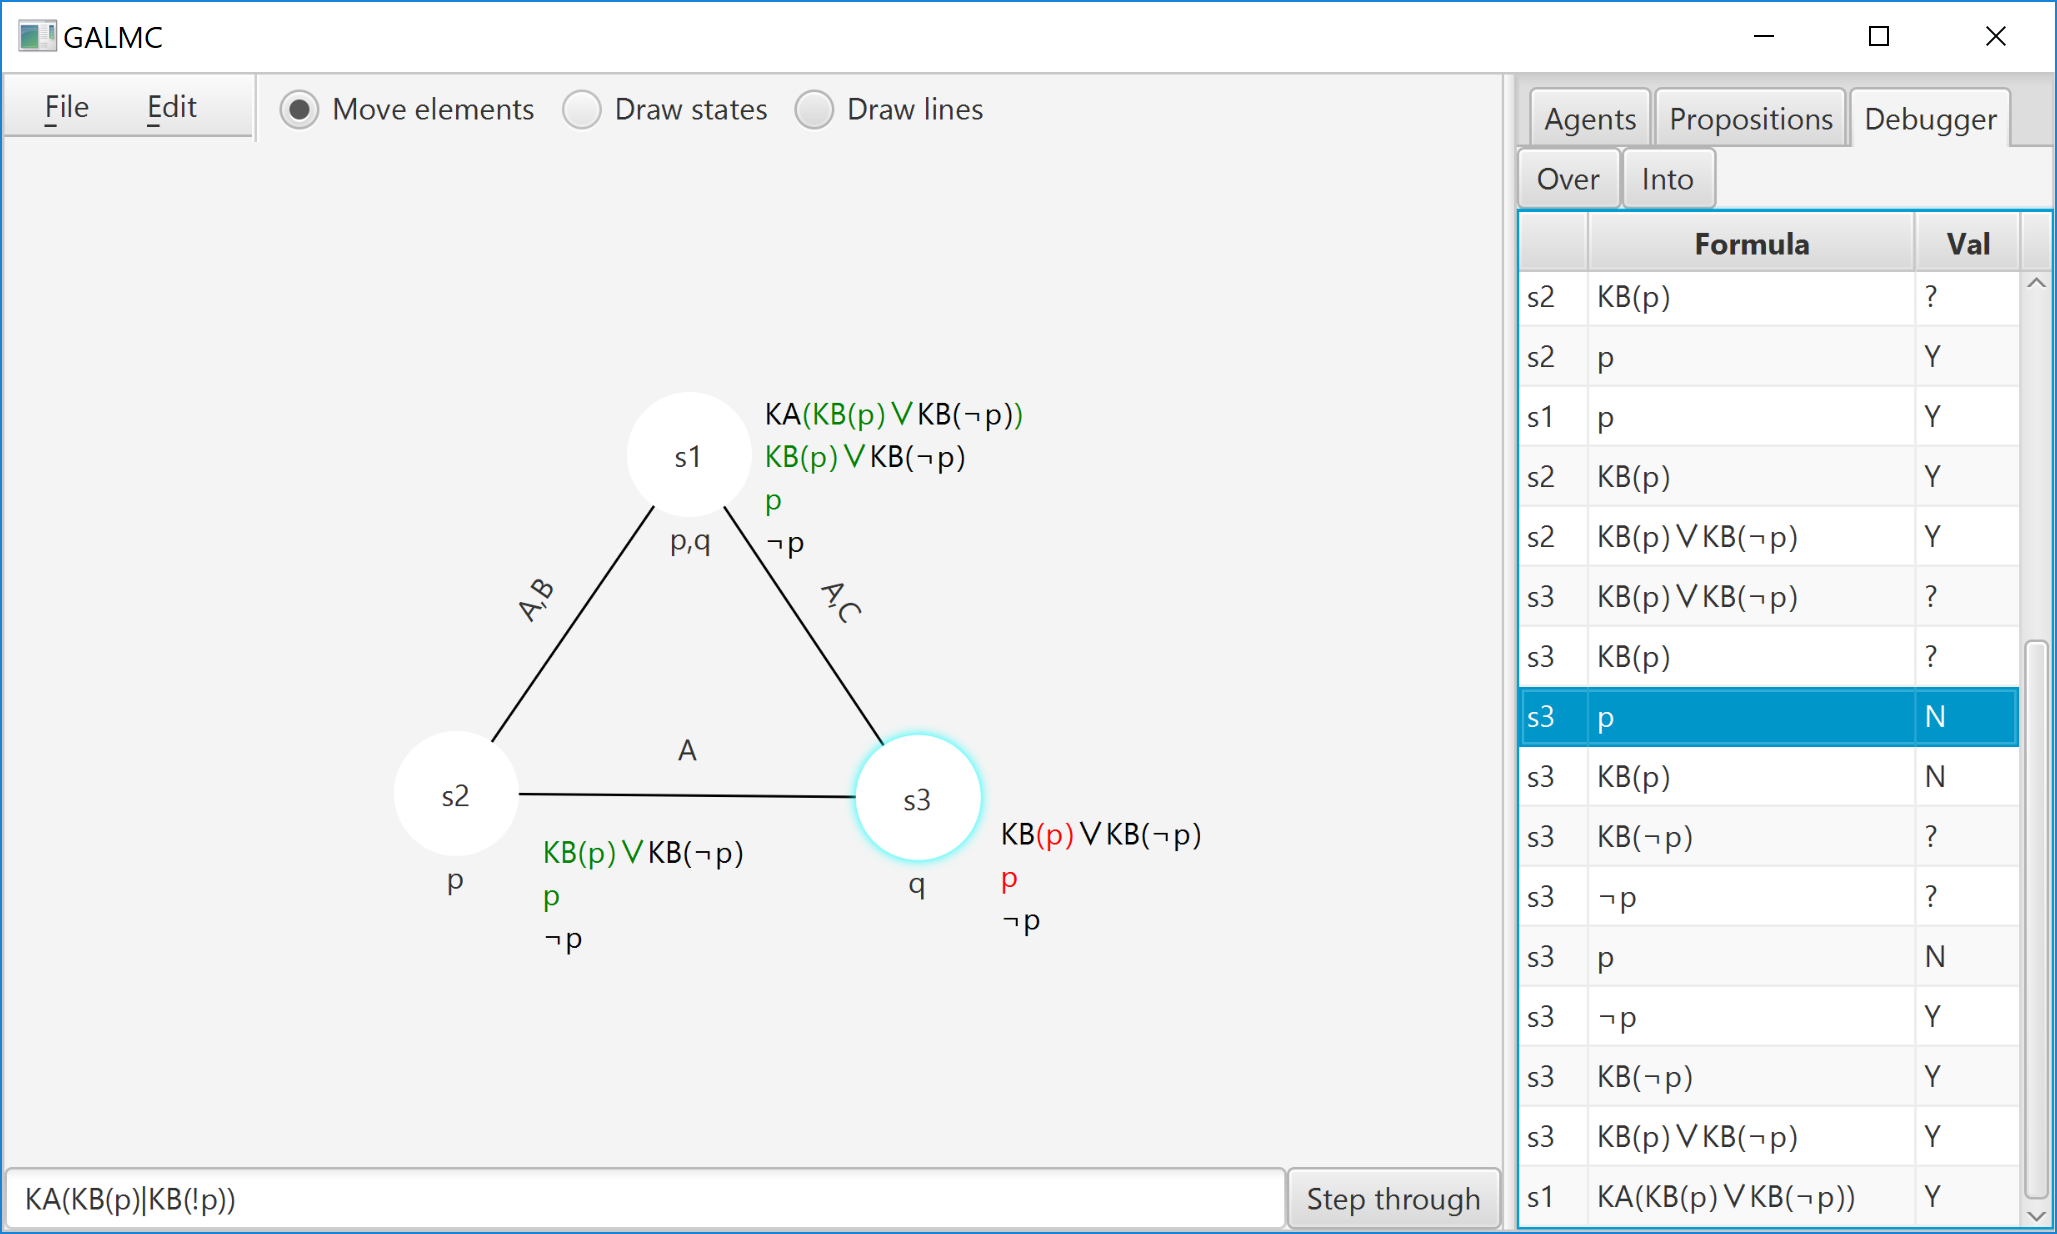 GALMC
File Edit Move elements Draw states Draw lines
Agents Propositions Debugger
Over Into
Formula Val
s2 KB(p) ?
s2 p Y
s1 p Y
s2 KB(p) Y
s2 KB(p)∨KB(¬p) Y
s3 KB(p)∨KB(¬p) ?
s3 KB(p) ?
s3 p N
s3 KB(p) N
s3 KB(¬p) ?
s3 ¬p ?
s3 p N
s3 ¬p Y
s3 KB(¬p) Y
s3 KB(p)∨KB(¬p) Y
s1 KA(KB(p)∨KB(¬p)) Y
s1
p,q
KA(KB(p)∨KB(¬p))
KB(p)∨KB(¬p)
p
¬p
A,B
A,C
A
s2
p
KB(p)∨KB(¬p)
p
¬p
s3
q
KB(p)∨KB(¬p)
p
¬p
KA(KB(p)|KB(!p))
Step through